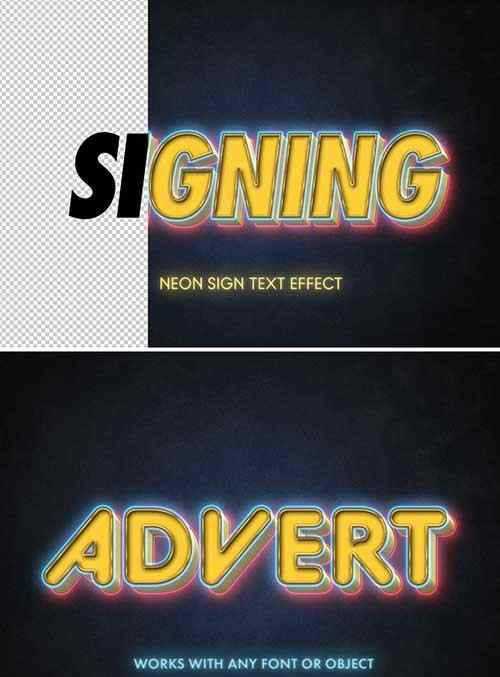 SIGNING
NEON SIGN TEXT EFFECT
ADVERT
WORKS WITH ANY FONT OR OBJECT